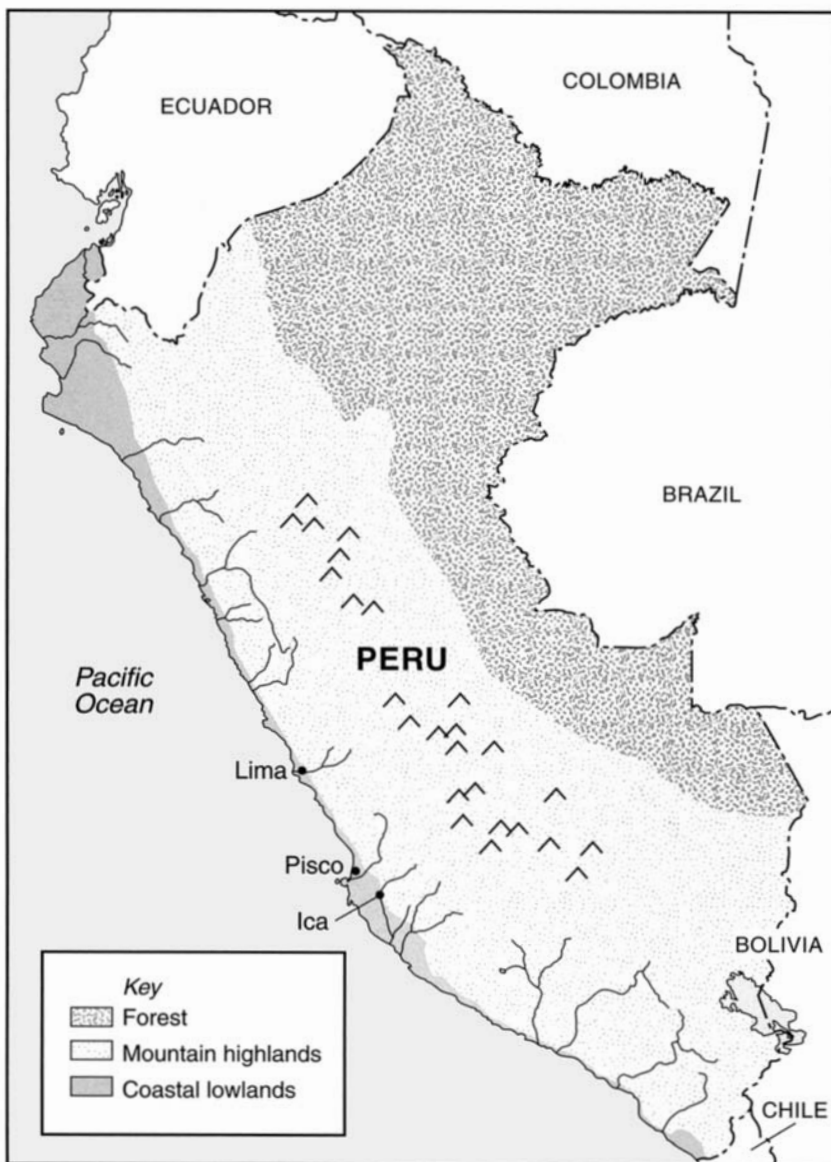 ECUADOR
COLOMBIA
BRAZIL
PERU
Pacific
Ocean
Lima
Pisco
Ica
BOLIVIA
CHILE
Key
Forest
Mountain highlands
Coastal lowlands